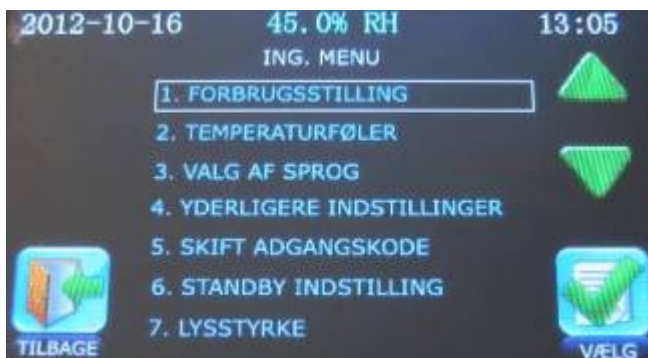 2012-10-16 45.0% RH 13:05
ING. MENU
1. FORBRUGSSTILLING
2. TEMPERATURFØLER
3. VALG AF SPROG
4. YDERLIGERE INDSTILLINGER
5. SKIFT ADGANGSKODE
6. STANDBY INDSTILLING
7. LYSSTYRKE
TILBAGE VÆLG